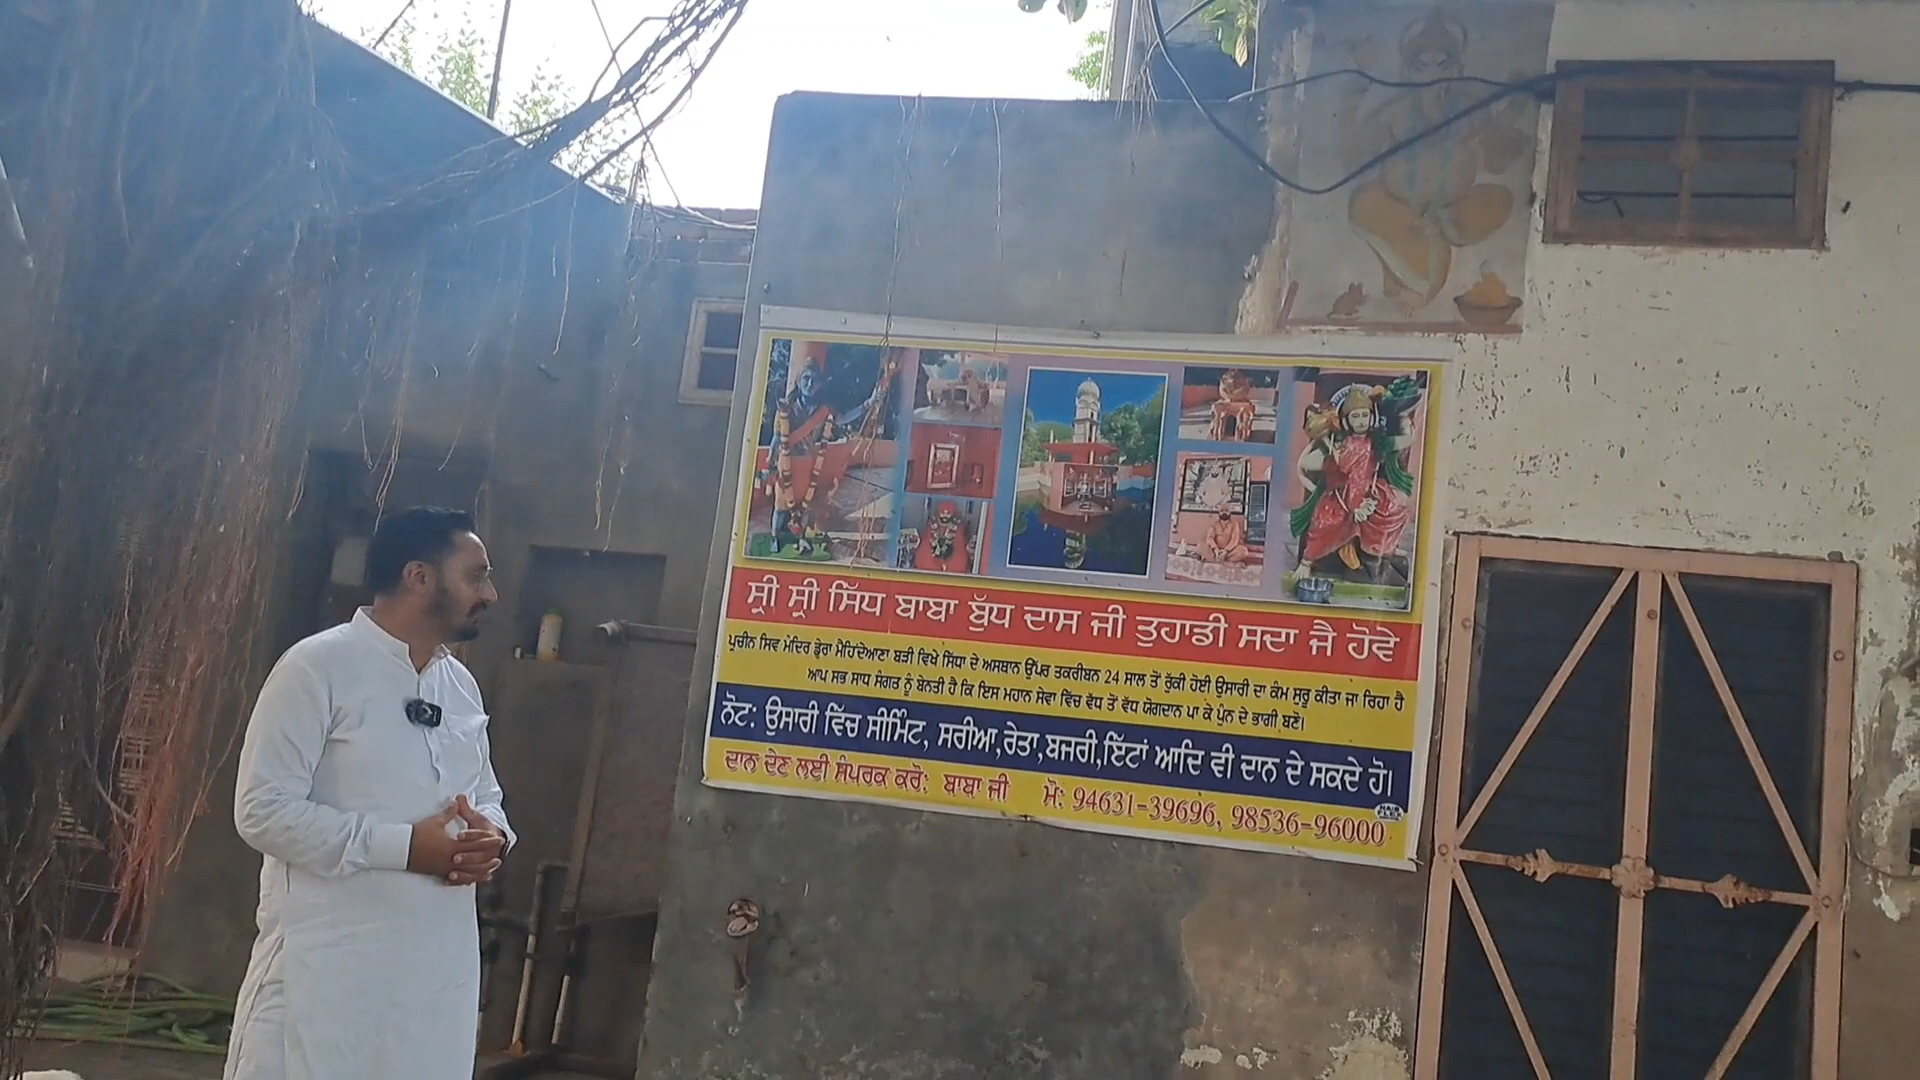 ਸ੍ਰੀ ਸ੍ਰੀ ਸਿੱਧ ਬਾਬਾ ਬੁੱਧ ਦਾਸ ਜੀ ਤੁਹਾਡੀ ਸਦਾ ਜੈ ਹੋਵੇ
ਪ੍ਰਚੀਨ ਸਿਵ ਮੰਦਿਰ ਡ੍ਰੇਰਾ ਮੈਹਿੰਦੇਆਣਾ ਬੜੀ ਵਿਖੇ ਸਿੱਧਾ ਦੇ ਅਸਥਾਨ ਉੱਪਰ ਤਕਰੀਬਨ 24 ਸਾਲ ਤੋਂ ਰੁੱਕੀ ਹੋਈ ਉਸਾਰੀ ਦਾ ਕੰਮ ਸੁਰੂ ਕੀਤਾ ਜਾ ਰਿਹਾ ਹੈ
ਆਪ ਸਭ ਸਾਧ ਸੰਗਤ ਨੂੰ ਬੇਨਤੀ ਹੈ ਕਿ ਇਸ ਮਹਾਨ ਸੇਵਾ ਵਿੱਚ ਵੱਧ ਤੋਂ ਵੱਧ ਯੋਗਦਾਨ ਪਾ ਕੇ ਪੁੰਨ ਦੇ ਭਾਗੀ ਬਣੋ।
ਨੋਟ: ਉਸਾਰੀ ਵਿੱਚ ਸੀਮਿੰਟ, ਸਰੀਆ,ਰੇਤਾ,ਬਜਰੀ,ਇੱਟਾਂ ਆਦਿ ਵੀ ਦਾਨ ਦੇ ਸਕਦੇ ਹੋ।
ਦਾਨ ਦੇਣ ਲਈ ਸੰਪਰਕ ਕਰੋ: ਬਾਬਾ ਜੀ ਮੋ: 94631-39696, 98536-96000